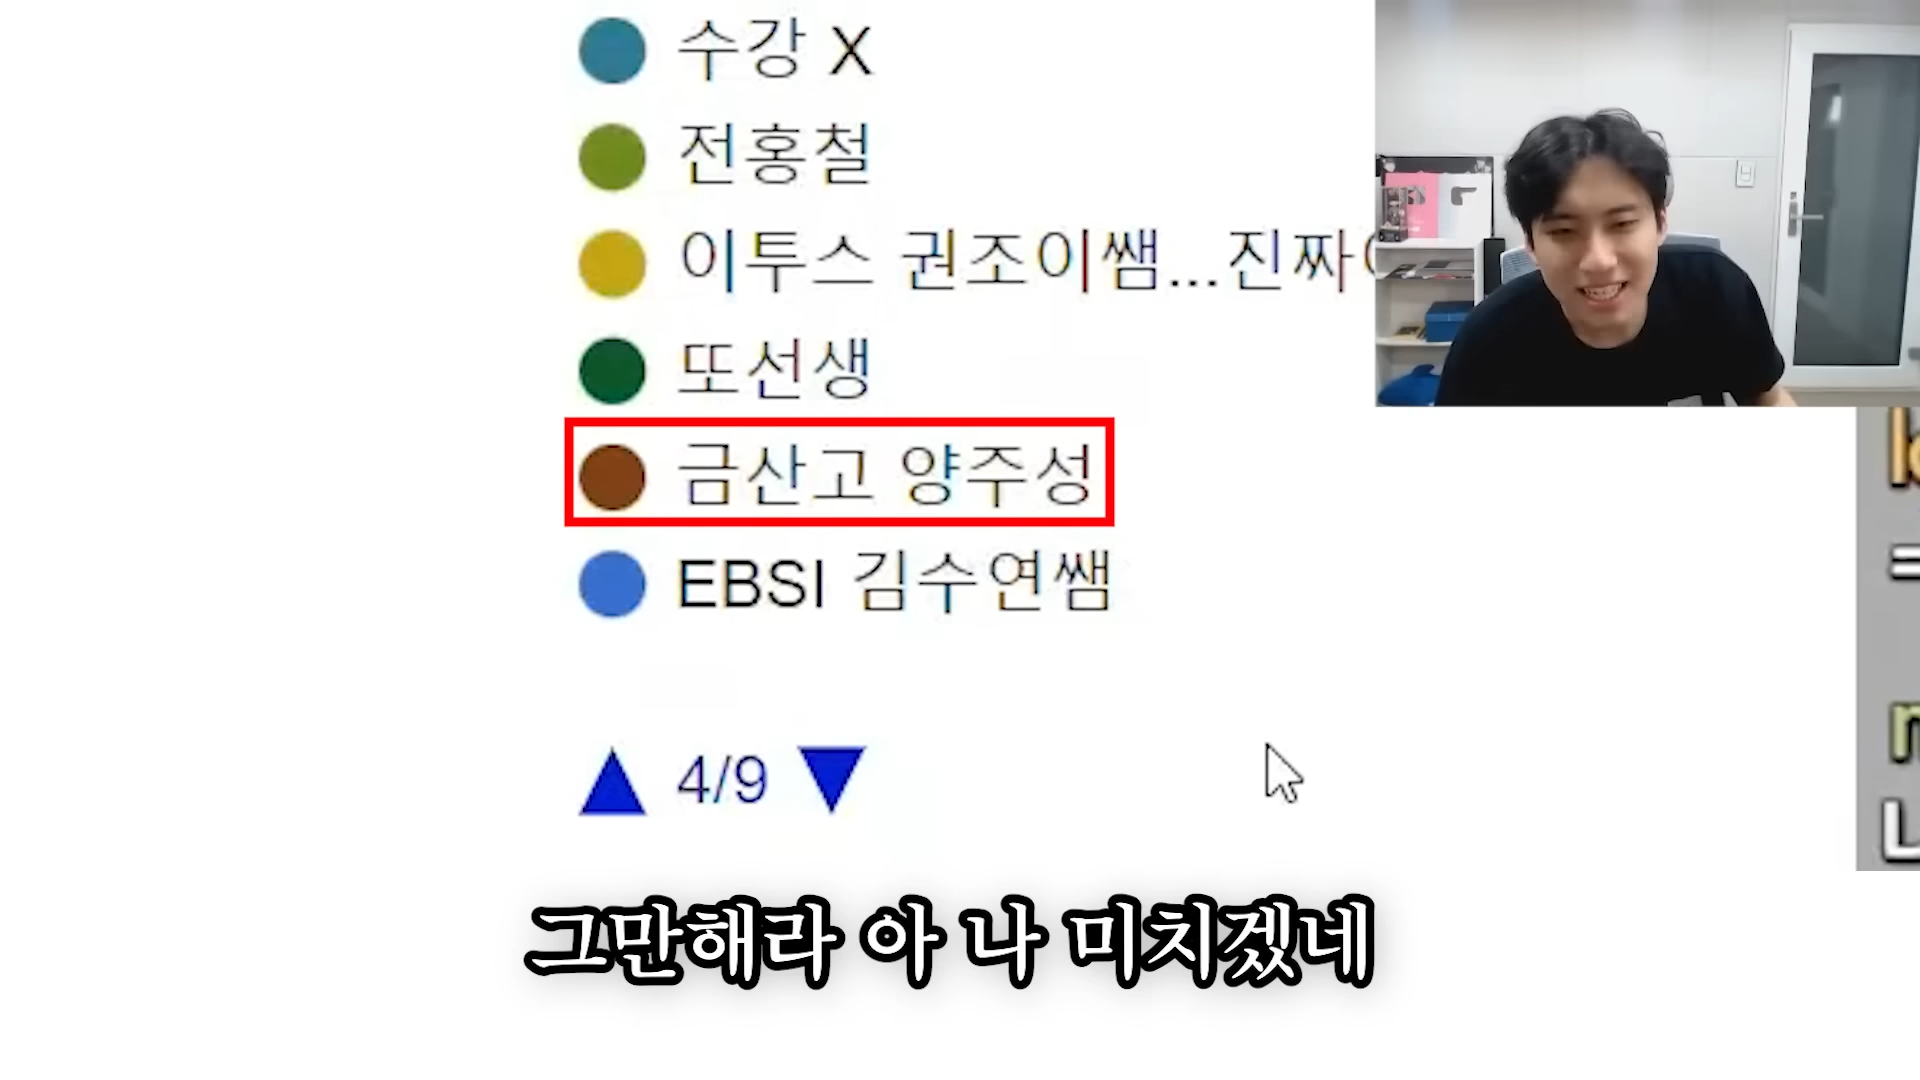 수강 X
전홍철
이투스 권조이쌤...진짜
또선생
금산고 양주성
EBSI 김수연쌤
▲ 4/9 ▼
그만해라 아 나 미치겠네